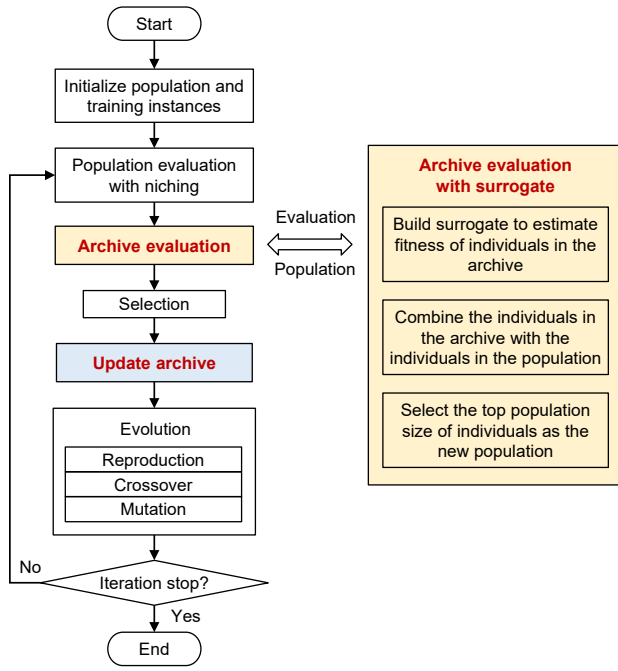 Start
Initialize population and
training instances
Population evaluation
with niching
Archive evaluation
Selection
Update archive
Evolution
Reproduction
Crossover
Mutation
No
Iteration stop?
Yes
End
Evaluation
Population
Archive evaluation
with surrogate
Build surrogate to estimate
fitness of individuals in the
archive
Combine the individuals in
the archive with the
individuals in the population
Select the top population
size of individuals as the
new population